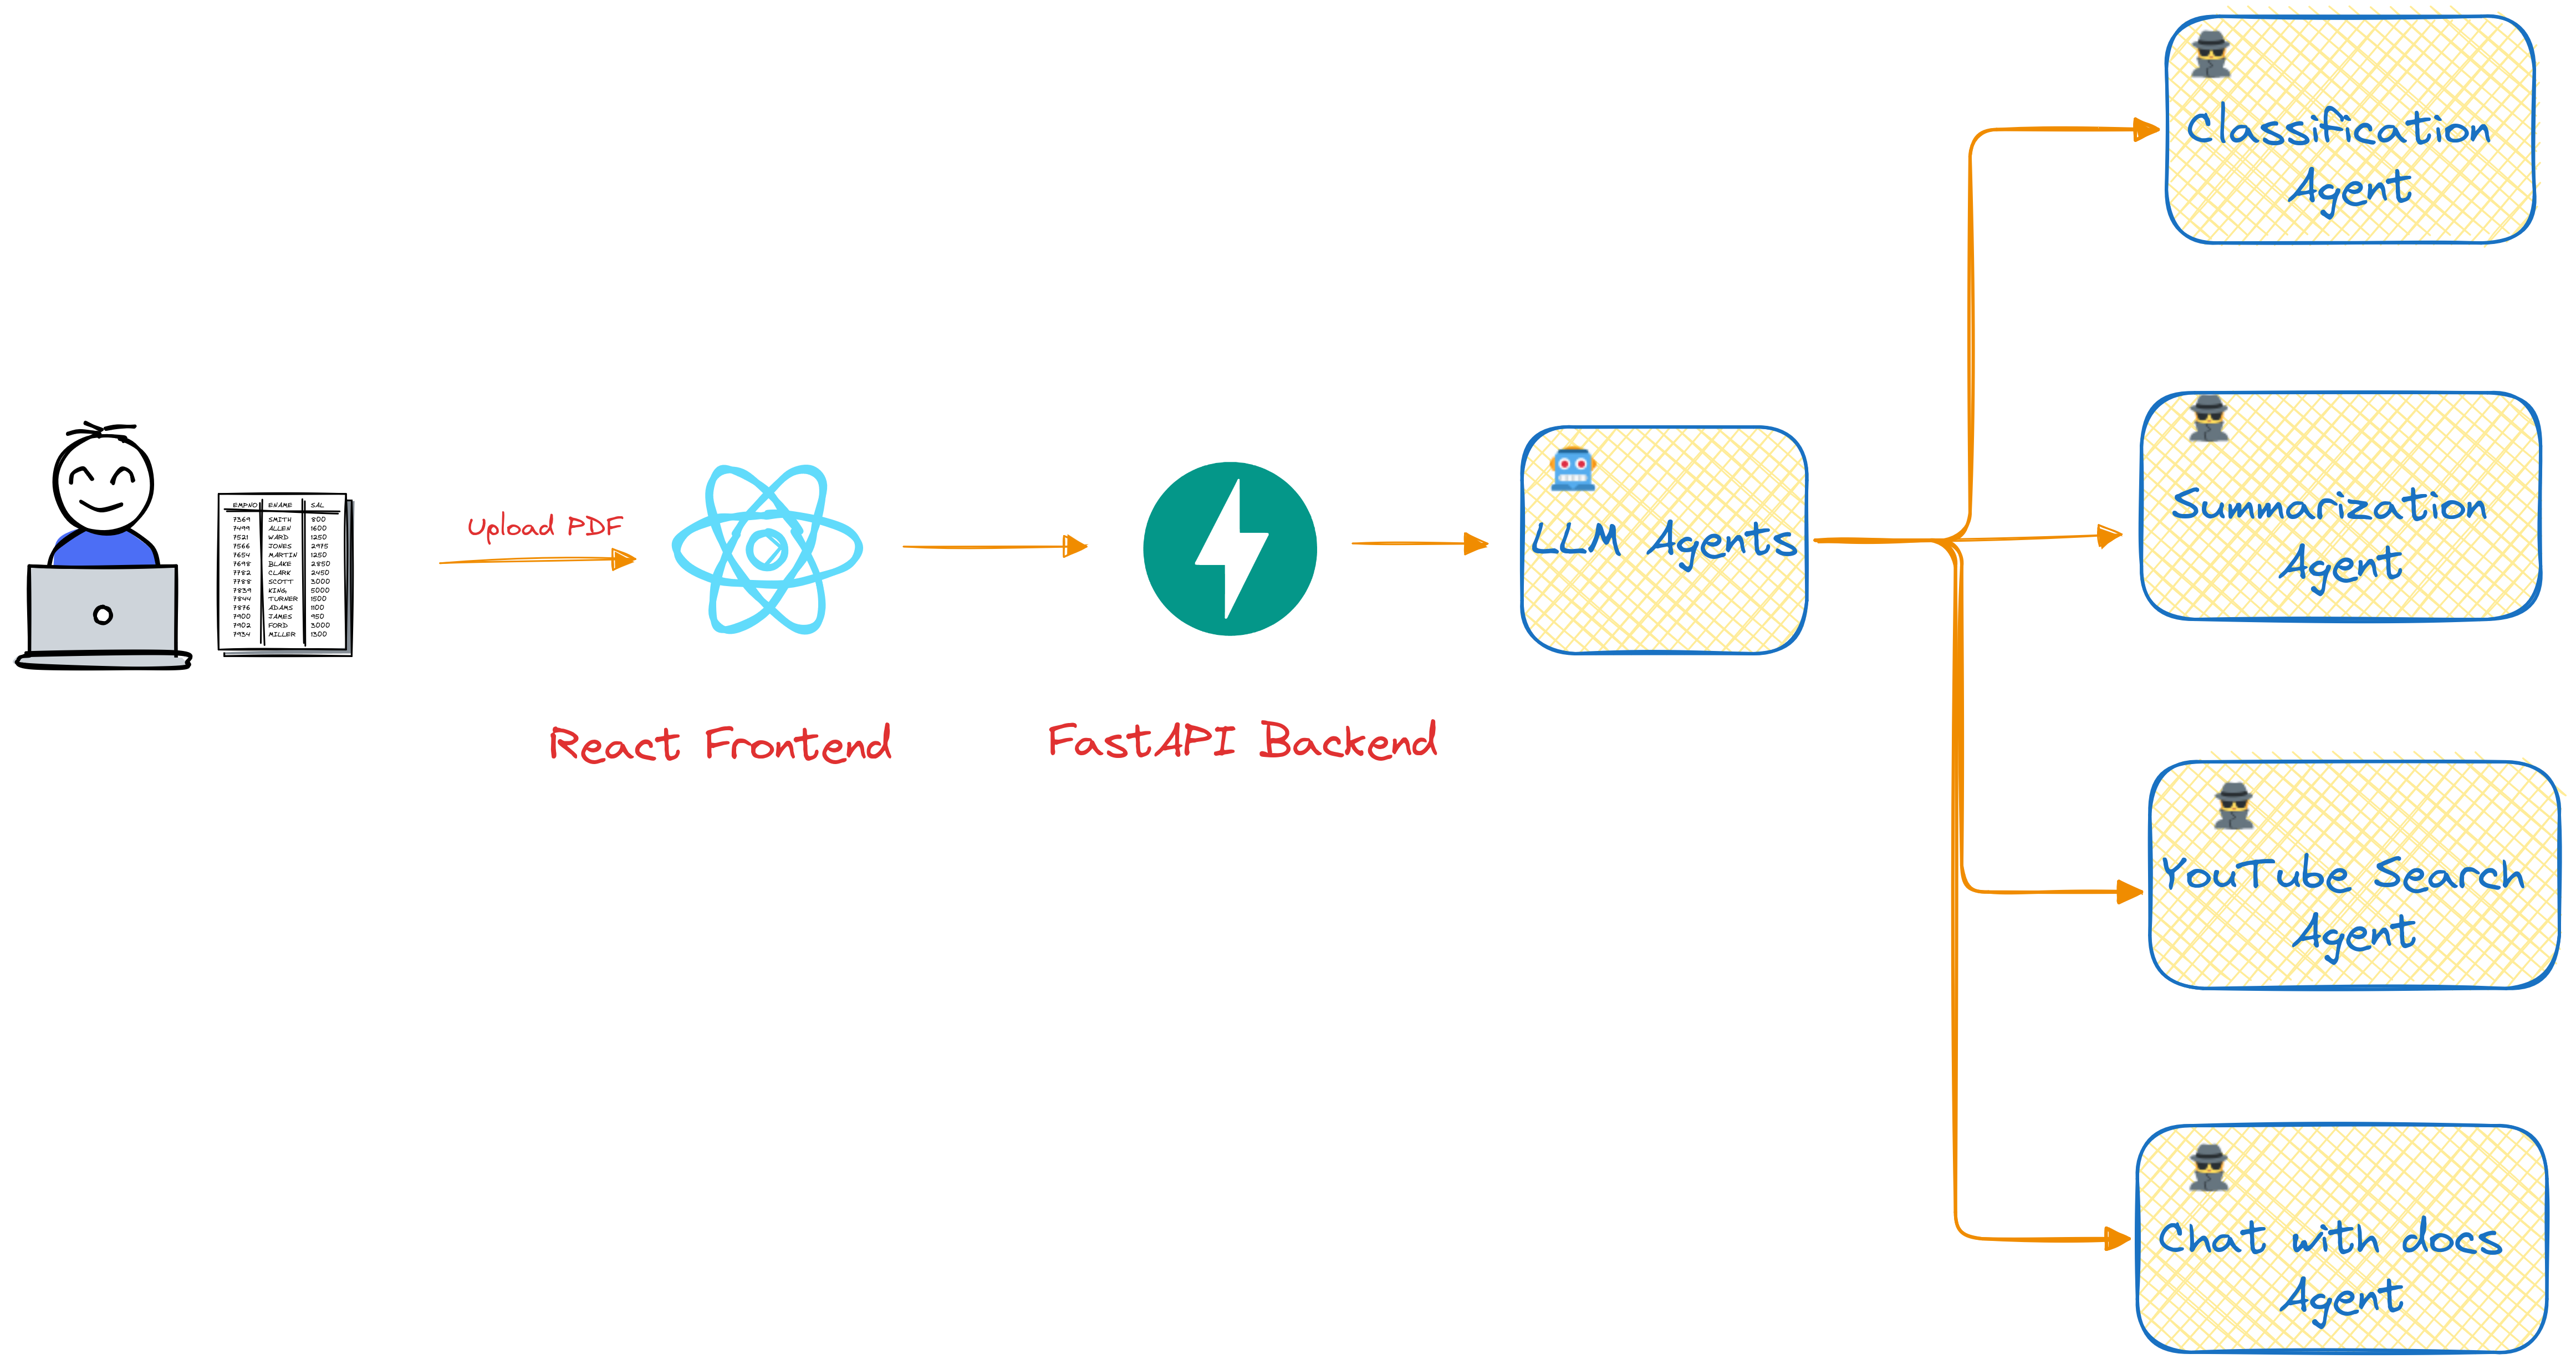 Classification
Agent
EMPNO ENAME SAL
7369 SMITH 800
7499 ALLEN 1600
7521 WARD 1250
7566 JONES 2975
7654 MARTIN 1250
7698 BLAKE 2850
7782 CLARK 2450
7788 SCOTT 3000
7839 KING 5000
7844 TURNER 1500
7876 ADAMS 1100
7900 JAMES 950
7902 FORD 3000
7934 MILLER 1300
Upload PDF
React Frontend
FastAPI Backend
LLM Agents
Summarization
Agent
YouTube Search
Agent
Chat with docs
Agent